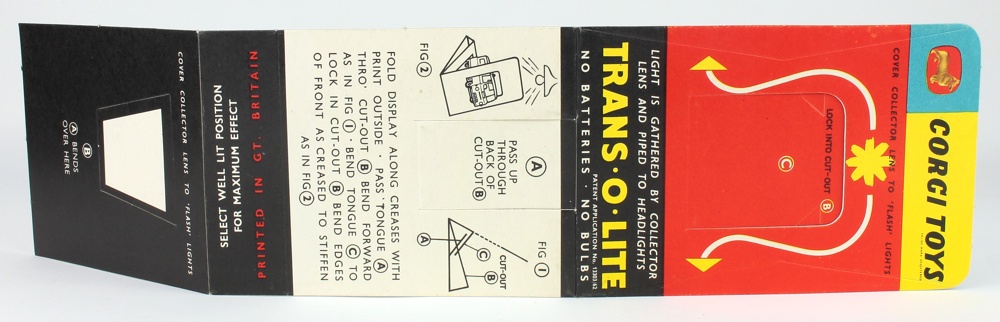 CORGI TOYS
COVER COLLECTOR LENS TO 'FLASH' LIGHTS
LOCK INTO CUT-OUT B
C
LIGHT IS GATHERED BY COLLECTOR
LENS AND PIPED TO HEADLIGHTS
TRANS·O·LITE
PATENT APPLICATION No.
NO BATTERIES · NO BULBS
FIG 2
A
PASS UP
THROUGH
BACK OF
CUT-OUT B
FIG 1
CUT-OUT
B
C
A
FOLD DISPLAY ALONG CREASES WITH
PRINT OUTSIDE · PASS TONGUE A
THRO' CUT-OUT B BEND FORWARD
AS IN FIG 1 · BEND TONGUE C TO
LOCK IN CUT-OUT B BEND EDGES
OF FRONT AS CREASED TO STIFFEN
AS IN FIG 2
PRINTED IN GT. BRITAIN
SELECT WELL LIT POSITION
FOR MAXIMUM EFFECT
COVER COLLECTOR LENS TO 'FLASH' LIGHTS
B
A BENDS
OVER HERE